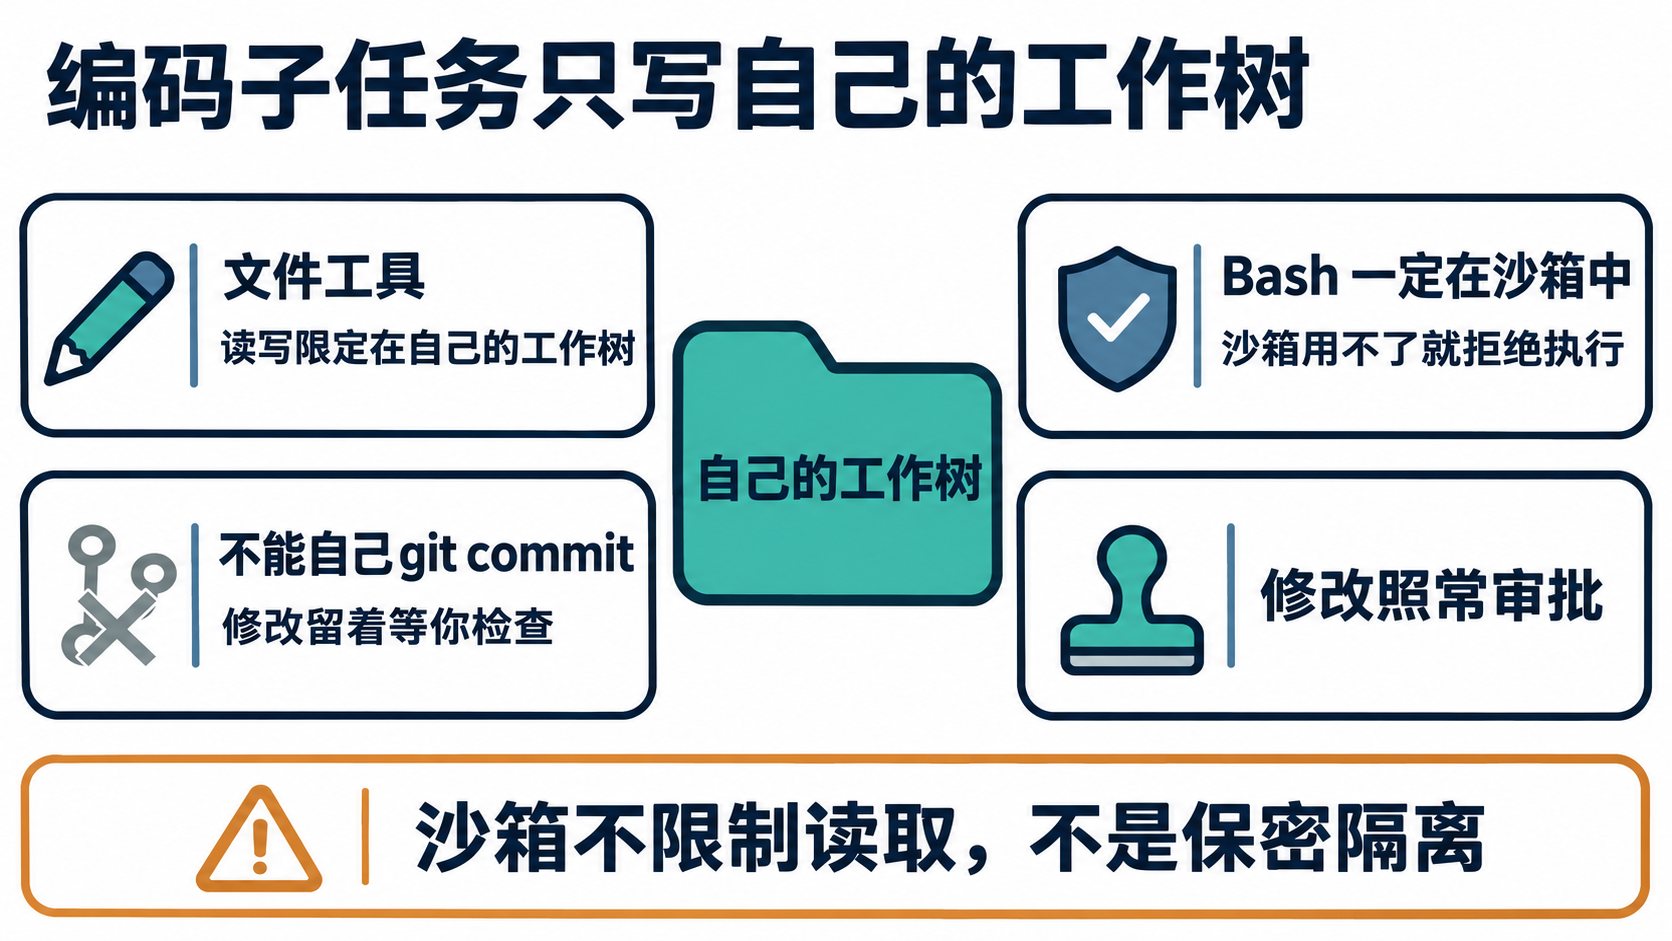 编码子任务只写自己的工作树
文件工具
读写限定在自己的工作树
Bash 一定在沙箱中
沙箱用不了就拒绝执行
自己的工作树
不能自己git commit
修改留着等你检查
修改照常审批
沙箱不限制读取，不是保密隔离